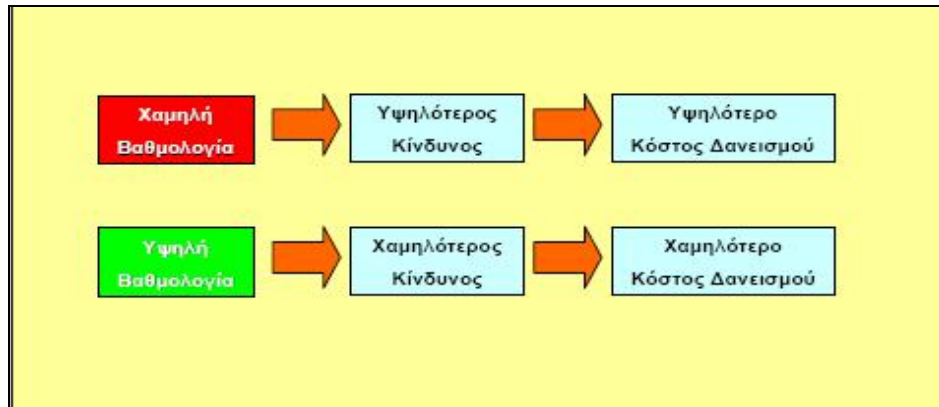 Χαμηλή
Βαθμολογία
Υψηλότερος
Κίνδυνος
Υψηλότερο
Κόστος Δανεισμού
Υψηλή
Βαθμολογία
Χαμηλότερος
Κίνδυνος
Χαμηλότερο
Κόστος Δανεισμού